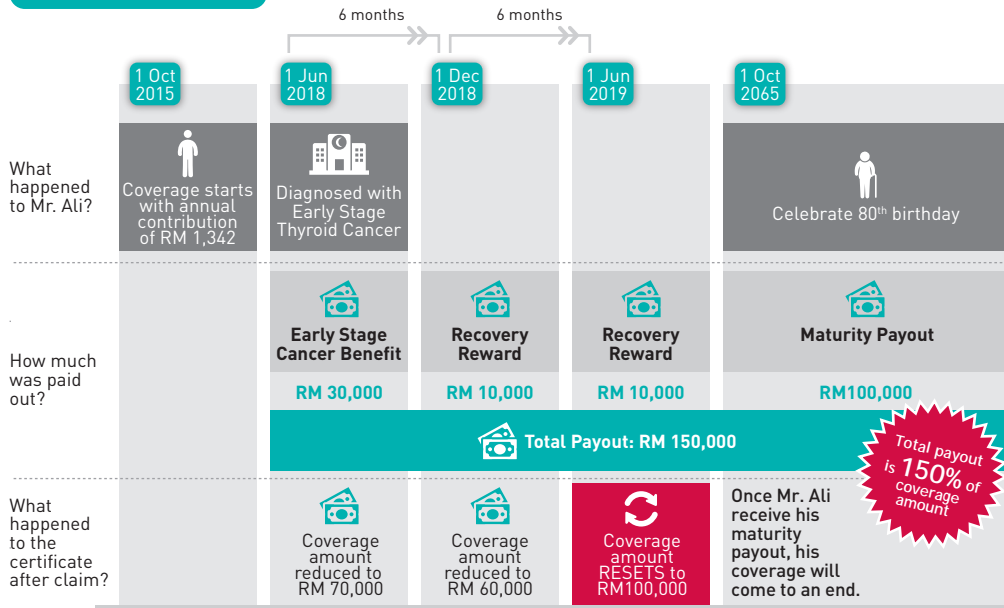 6 months
6 months
1 Oct
2015
1 Jun
2018
1 Dec
2018
1 Jun
2019
1 Oct
2065
What
happened
to Mr. Ali?
Coverage starts
with annual
contribution
of RM 1,342
Diagnosed with
Early Stage
Thyroid Cancer
Celebrate 80th birthday
How much
was paid
out?
Early Stage
Cancer Benefit
Recovery
Reward
Recovery
Reward
Maturity Payout
RM 30,000
RM 10,000
RM 10,000
RM100,000
Total Payout: RM 150,000
Total payout
is 150% of
coverage
amount
What
happened
to the
certificate
after claim?
Coverage
amount
reduced to
RM 70,000
Coverage
amount
reduced to
RM 60,000
Coverage
amount
RESETS to
RM100,000
Once Mr. Ali
receive his
maturity
payout, his
coverage will
come to an end.